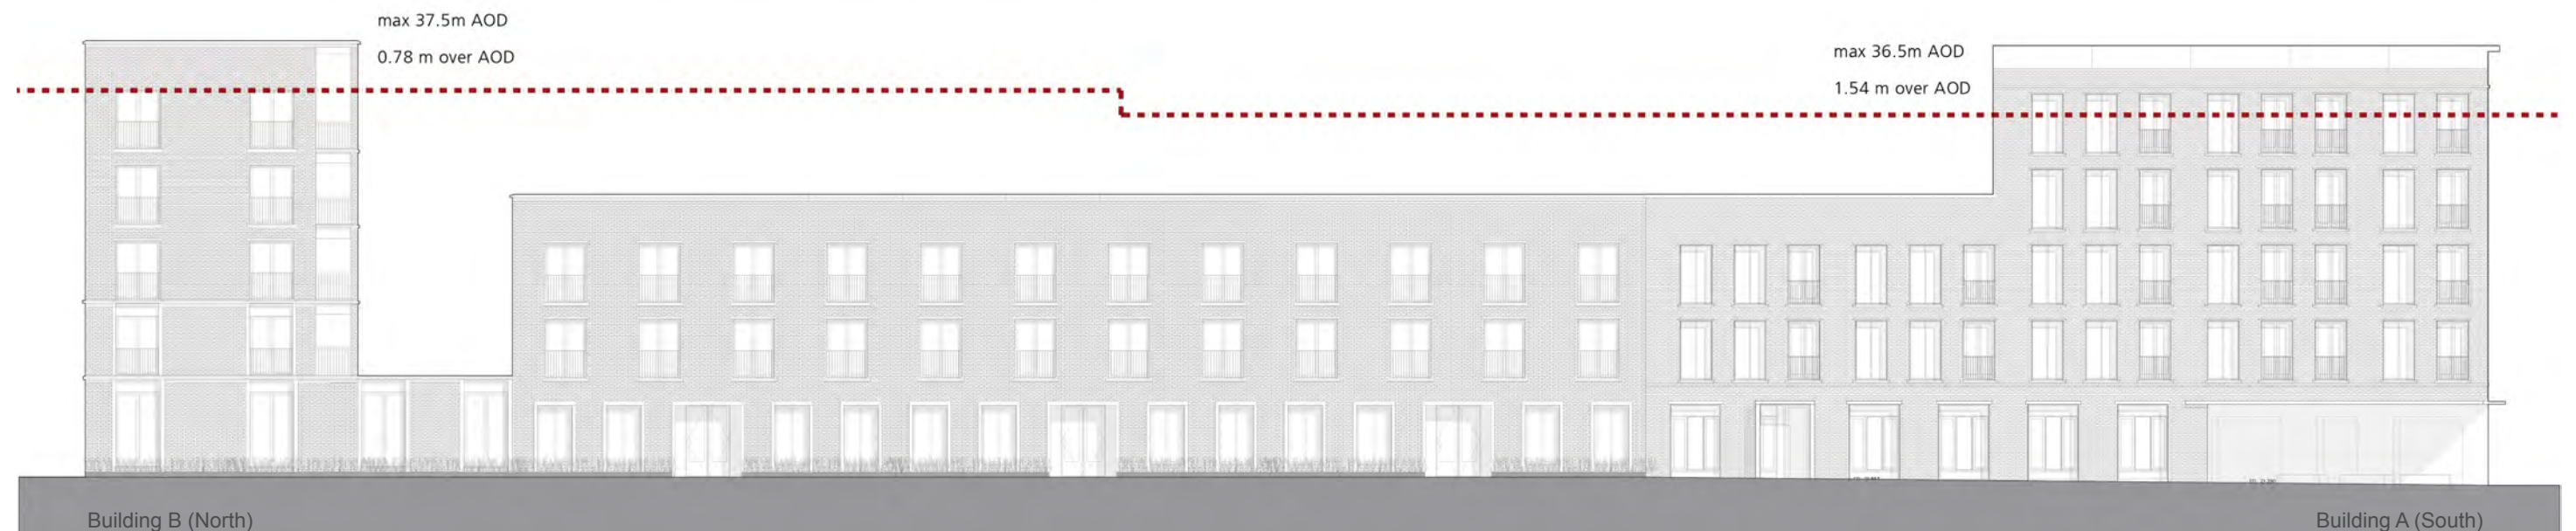 max 37.5m AOD
0.78 m over AOD
max 36.5m AOD
1.54 m over AOD
Building B (North)
Building A (South)